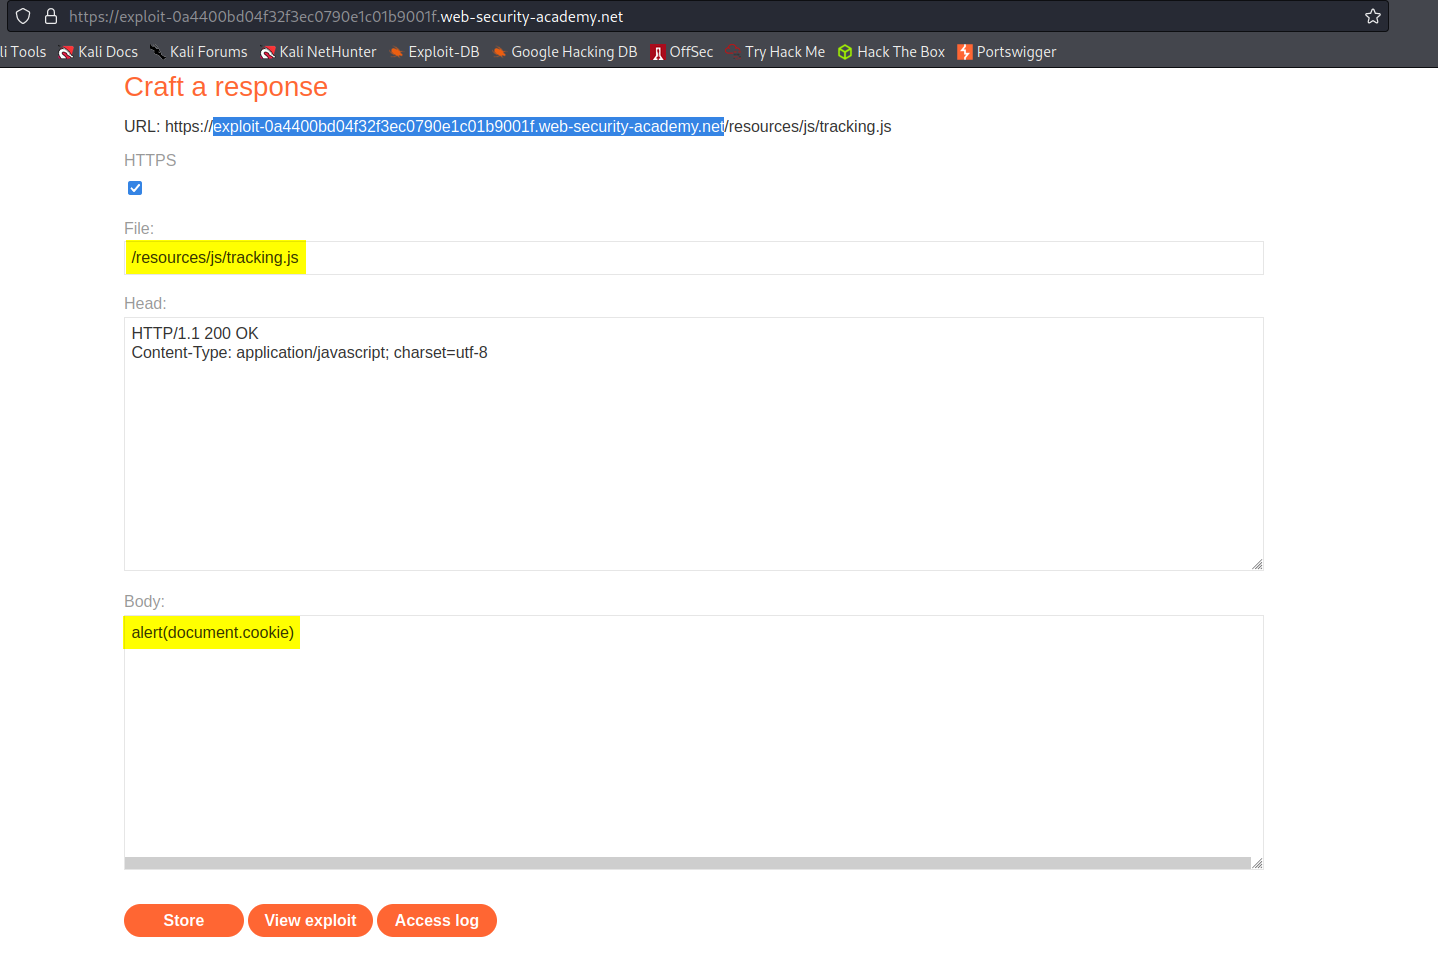 https://exploit-0a4400bd04f32f3ec0790e1c01b9001f.web-security-academy.net
li Tools Kali Docs Kali Forums Kali NetHunter Exploit-DB Google Hacking DB OffSec Try Hack Me Hack The Box Portswigger
Craft a response
URL: https://exploit-0a4400bd04f32f3ec0790e1c01b9001f.web-security-academy.net/resources/js/tracking.js
HTTPS
File:
/resources/js/tracking.js
Head:
HTTP/1.1 200 OK
Content-Type: application/javascript; charset=utf-8
Body:
alert(document.cookie)
Store View exploit Access log